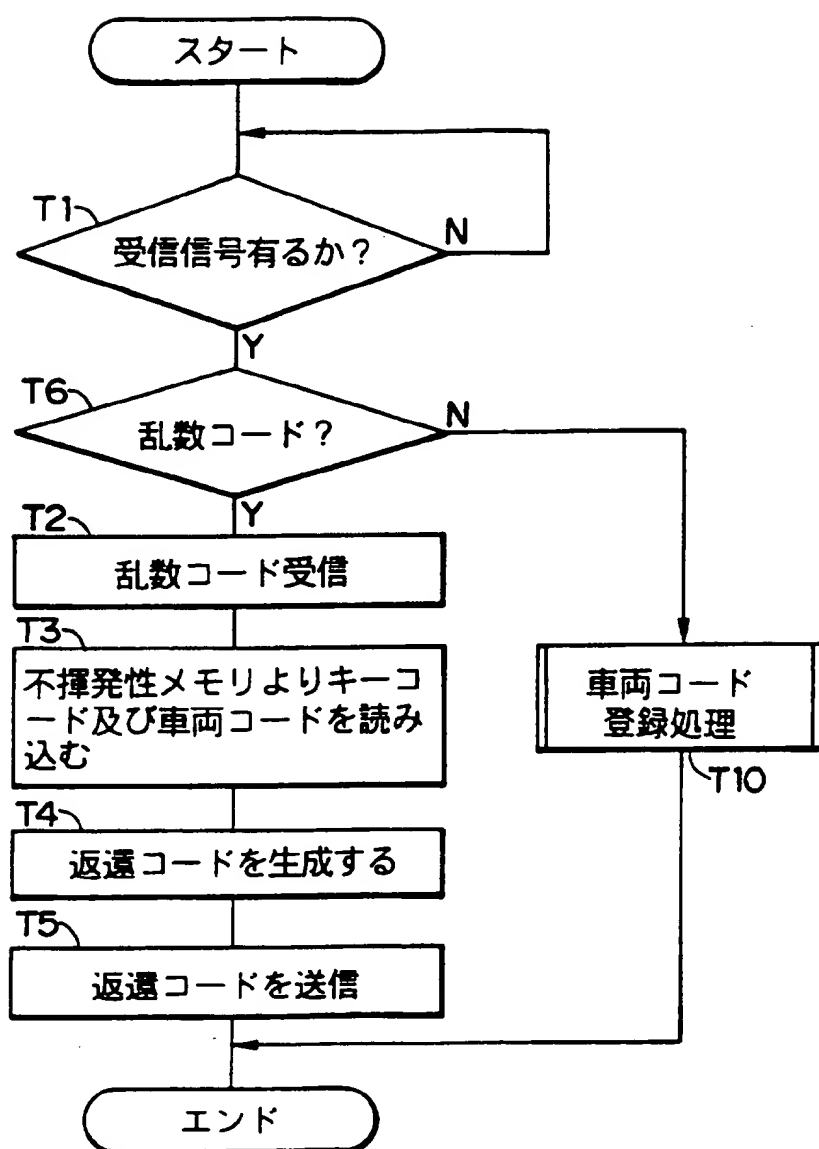 スタート
T1
受信信号有るか?
N
Y
T6
乱数コード?
N
Y
T2
乱数コード受信
T3
不揮発性メモリよりキーコ
ード及び車両コードを読み
込む
車両コード
登録処理
T10
T4
返還コードを生成する
T5
返還コードを送信
エンド